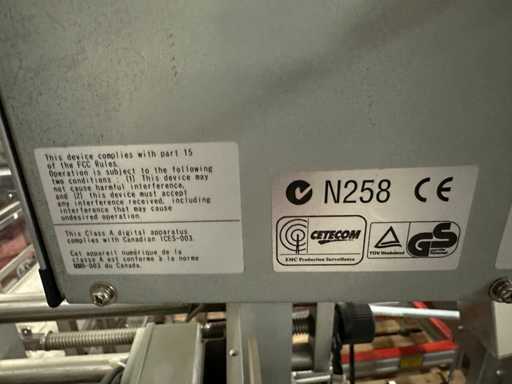 This device complies with part 15
of the FCC Rules.
Operation is subject to the following
two conditions : (1) This device may
not cause harmful interference,
and (2) this device must accept
any interference received, including
interference that may cause
undesired operation.
This Class A digital apparatus
complies with Canadian ICES-003.
Cet appareil numérique de la
classe A est conforme à la norme
NMB-003 du Canada.
N258 CE
CETECOM
EMC Production Surveillance
TÜV Rheinland
GS